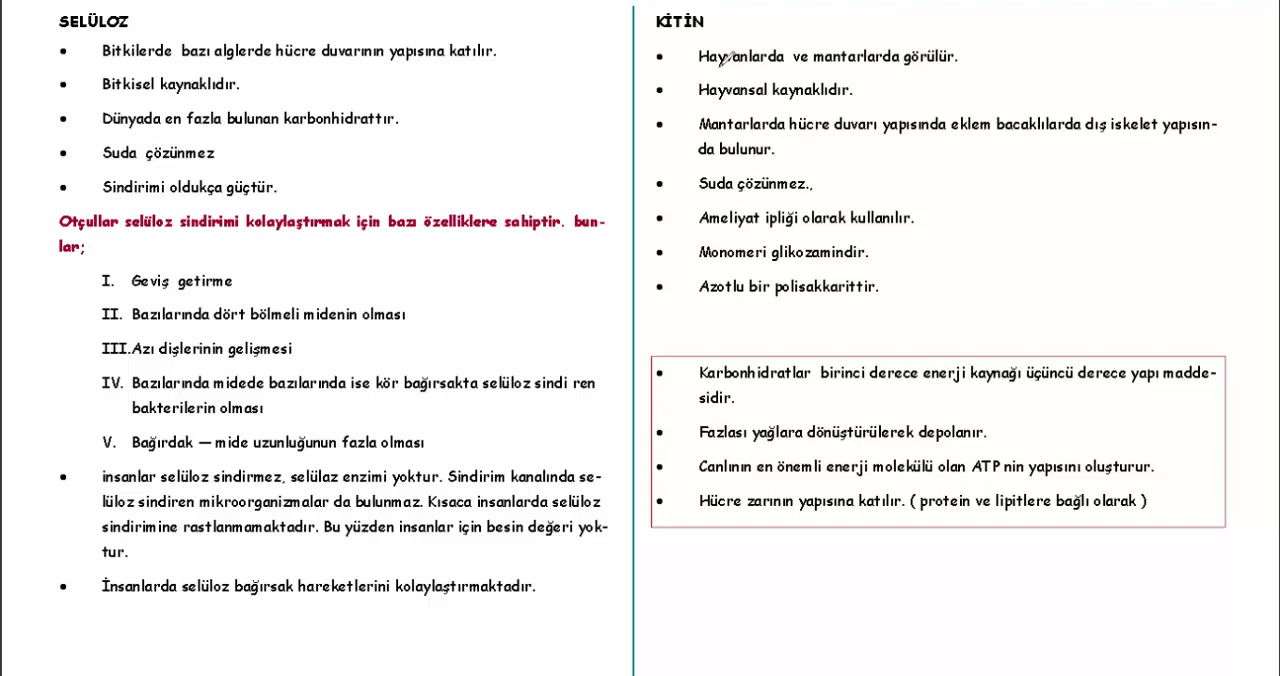 SELÜLOZ
• Bitkilerde bazı alglerde hücre duvarının yapısına katılır.
• Bitkisel kaynaklıdır.
• Dünyada en fazla bulunan karbonhidrattır.
• Suda çözünmez
• Sindirimi oldukça güçtür.
Otçullar selüloz sindirimi kolaylaştırmak için bazı özelliklere sahiptir. bun-
lar;
I. Geviş getirme
II. Bazılarında dört bölmeli midenin olması
III.Azı dişlerinin gelişmesi
IV. Bazılarında midede bazılarında ise kör bağırsakta selüloz sindi ren
bakterilerin olması
V. Bağırdak — mide uzunluğunun fazla olması
• insanlar selüloz sindirmez, selülaz enzimi yoktur. Sindirim kanalında se-
lüloz sindiren mikroorganizmalar da bulunmaz. Kısaca insanlarda selüloz
sindirimine rastlanmamaktadır. Bu yüzden insanlar için besin değeri yok-
tur.
• İnsanlarda selüloz bağırsak hareketlerini kolaylaştırmaktadır.
KİTİN
• Hayvanlarda ve mantarlarda görülür.
• Hayvansal kaynaklıdır.
• Mantarlarda hücre duvarı yapısında eklem bacaklılarda dış iskelet yapısın-
da bulunur.
• Suda çözünmez.,
• Ameliyat ipliği olarak kullanılır.
• Monomeri glikozamindir.
• Azotlu bir polisakkarittir.
• Karbonhidratlar birinci derece enerji kaynağı üçüncü derece yapı madde-
sidir.
• Fazlası yağlara dönüştürülerek depolanır.
• Canlının en önemli enerji molekülü olan ATP nin yapısını oluşturur.
• Hücre zarının yapısına katılır. ( protein ve lipitlere bağlı olarak )